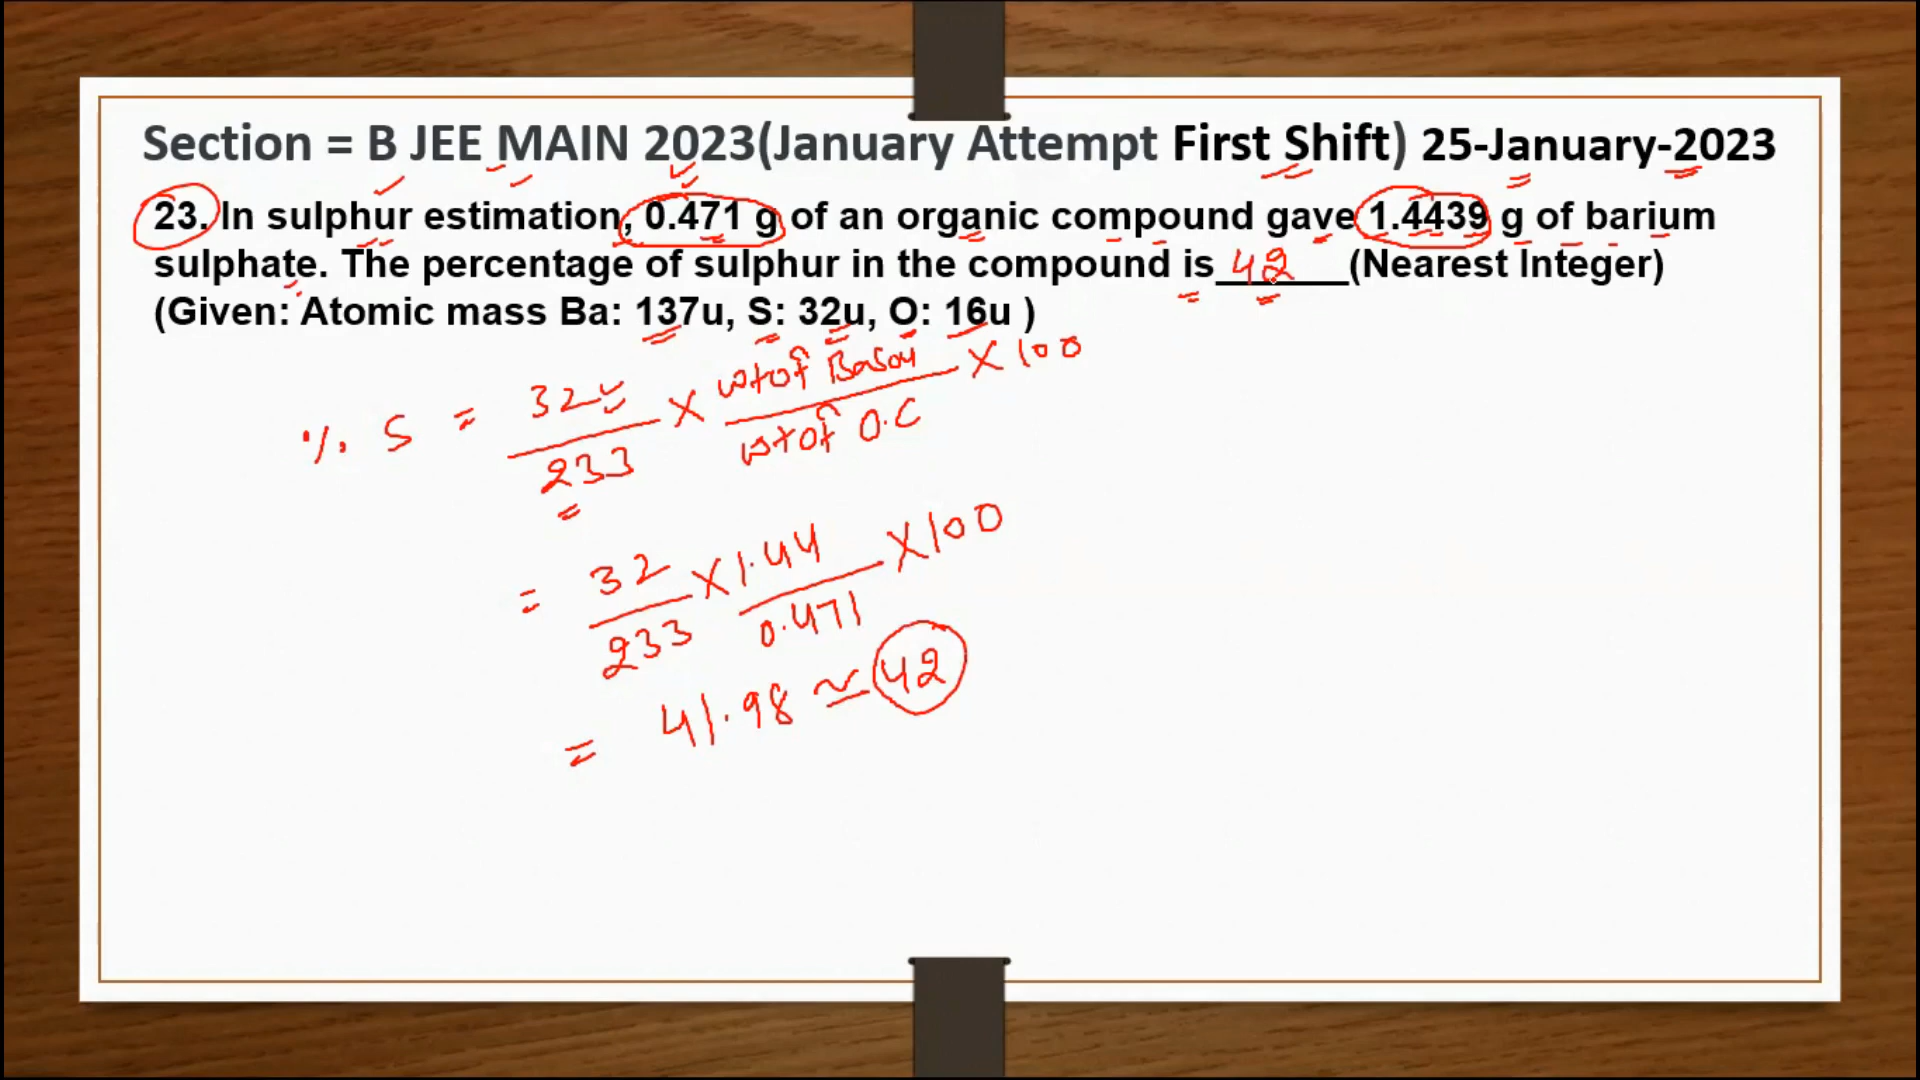 Section = B JEE MAIN 2023(January Attempt First Shift) 25-January-2023
23. In sulphur estimation, 0.471 g of an organic compound gave 1.4439 g of barium
sulphate. The percentage of sulphur in the compound is 42 (Nearest Integer)
(Given: Atomic mass Ba: 137u, S: 32u, O: 16u )
% S = 32/233 × wt of BaSO4/wt of O.C × 100
= 32/233 × 1.44/0.471 × 100
= 41.98 ≃ 42